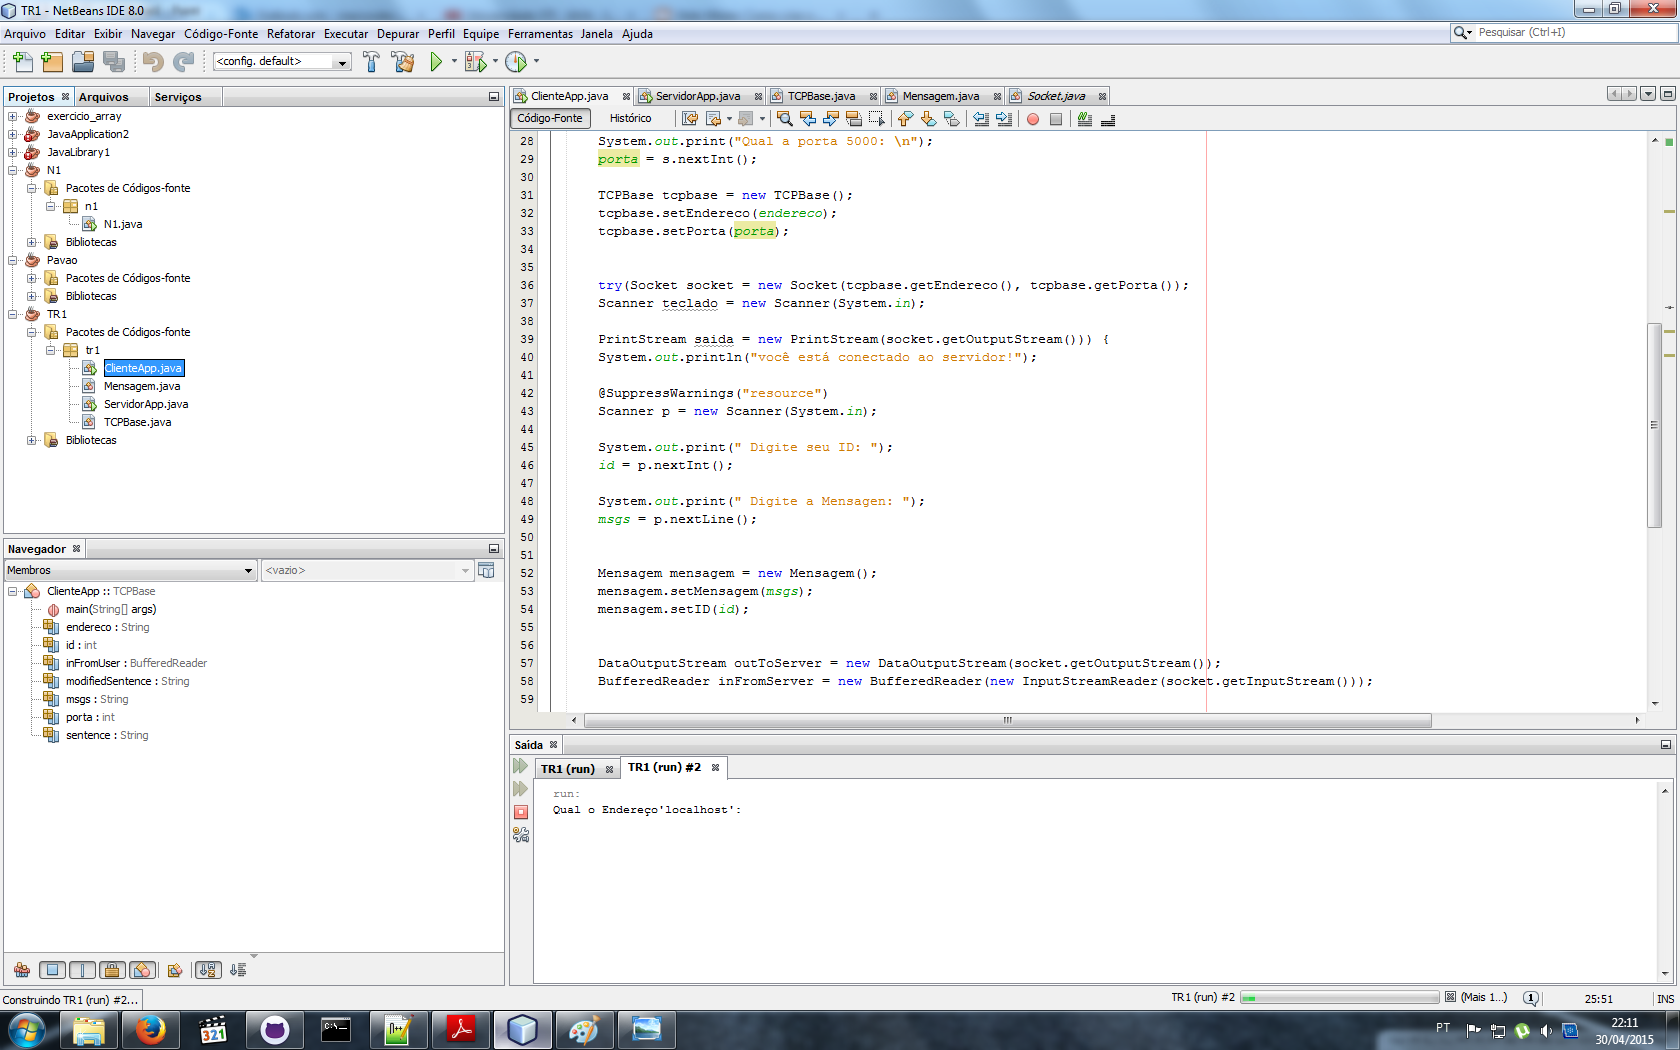 TR1 - NetBeans IDE 8.0
Arquivo Editar Exibir Navegar Código-Fonte Refatorar Executar Depurar Perfil Equipe Ferramentas Janela Ajuda
Pesquisar (Ctrl+I)
<config. default>
Projetos Arquivos Serviços
exercicio_array
JavaApplication2
JavaLibrary1
N1
Pacotes de Códigos-fonte
n1
N1.java
Bibliotecas
Pavao
Pacotes de Códigos-fonte
Bibliotecas
TR1
Pacotes de Códigos-fonte
tr1
ClienteApp.java
Mensagem.java
ServidorApp.java
TCPBase.java
Bibliotecas
Navegador
Membros
<vazio>
ClienteApp :: TCPBase
main(String[] args)
endereco : String
id : int
inFromUser : BufferedReader
modifiedSentence : String
msgs : String
porta : int
sentence : String
ClienteApp.java ServidorApp.java TCPBase.java Mensagem.java Socket.java
Código-Fonte Histórico
28 System.out.print("Qual a porta 5000: \n");
29 porta = s.nextInt();
30
31 TCPBase tcpbase = new TCPBase();
32 tcpbase.setEndereco(endereco);
33 tcpbase.setPorta(porta);
34
35
36 try(Socket socket = new Socket(tcpbase.getEndereco(), tcpbase.getPorta());
37 Scanner teclado = new Scanner(System.in);
38
39 PrintStream saida = new PrintStream(socket.getOutputStream())) {
40 System.out.println("você está conectado ao servidor!");
41
42 @SuppressWarnings("resource")
43 Scanner p = new Scanner(System.in);
44
45 System.out.print(" Digite seu ID: ");
46 id = p.nextInt();
47
48 System.out.print(" Digite a Mensagen: ");
49 msgs = p.nextLine();
50
51
52 Mensagem mensagem = new Mensagem();
53 mensagem.setMensagem(msgs);
54 mensagem.setID(id);
55
56
57 DataOutputStream outToServer = new DataOutputStream(socket.getOutputStream());
58 BufferedReader inFromServer = new BufferedReader(new InputStreamReader(socket.getInputStream()));
59
Saída
TR1 (run) TR1 (run) #2
run:
Qual o Endereço'localhost':
Construindo TR1 (run) #2...
TR1 (run) #2
(Mais 1...)
1
25:51
INS
321
C:\_
N++
PT
22:11
30/04/2015